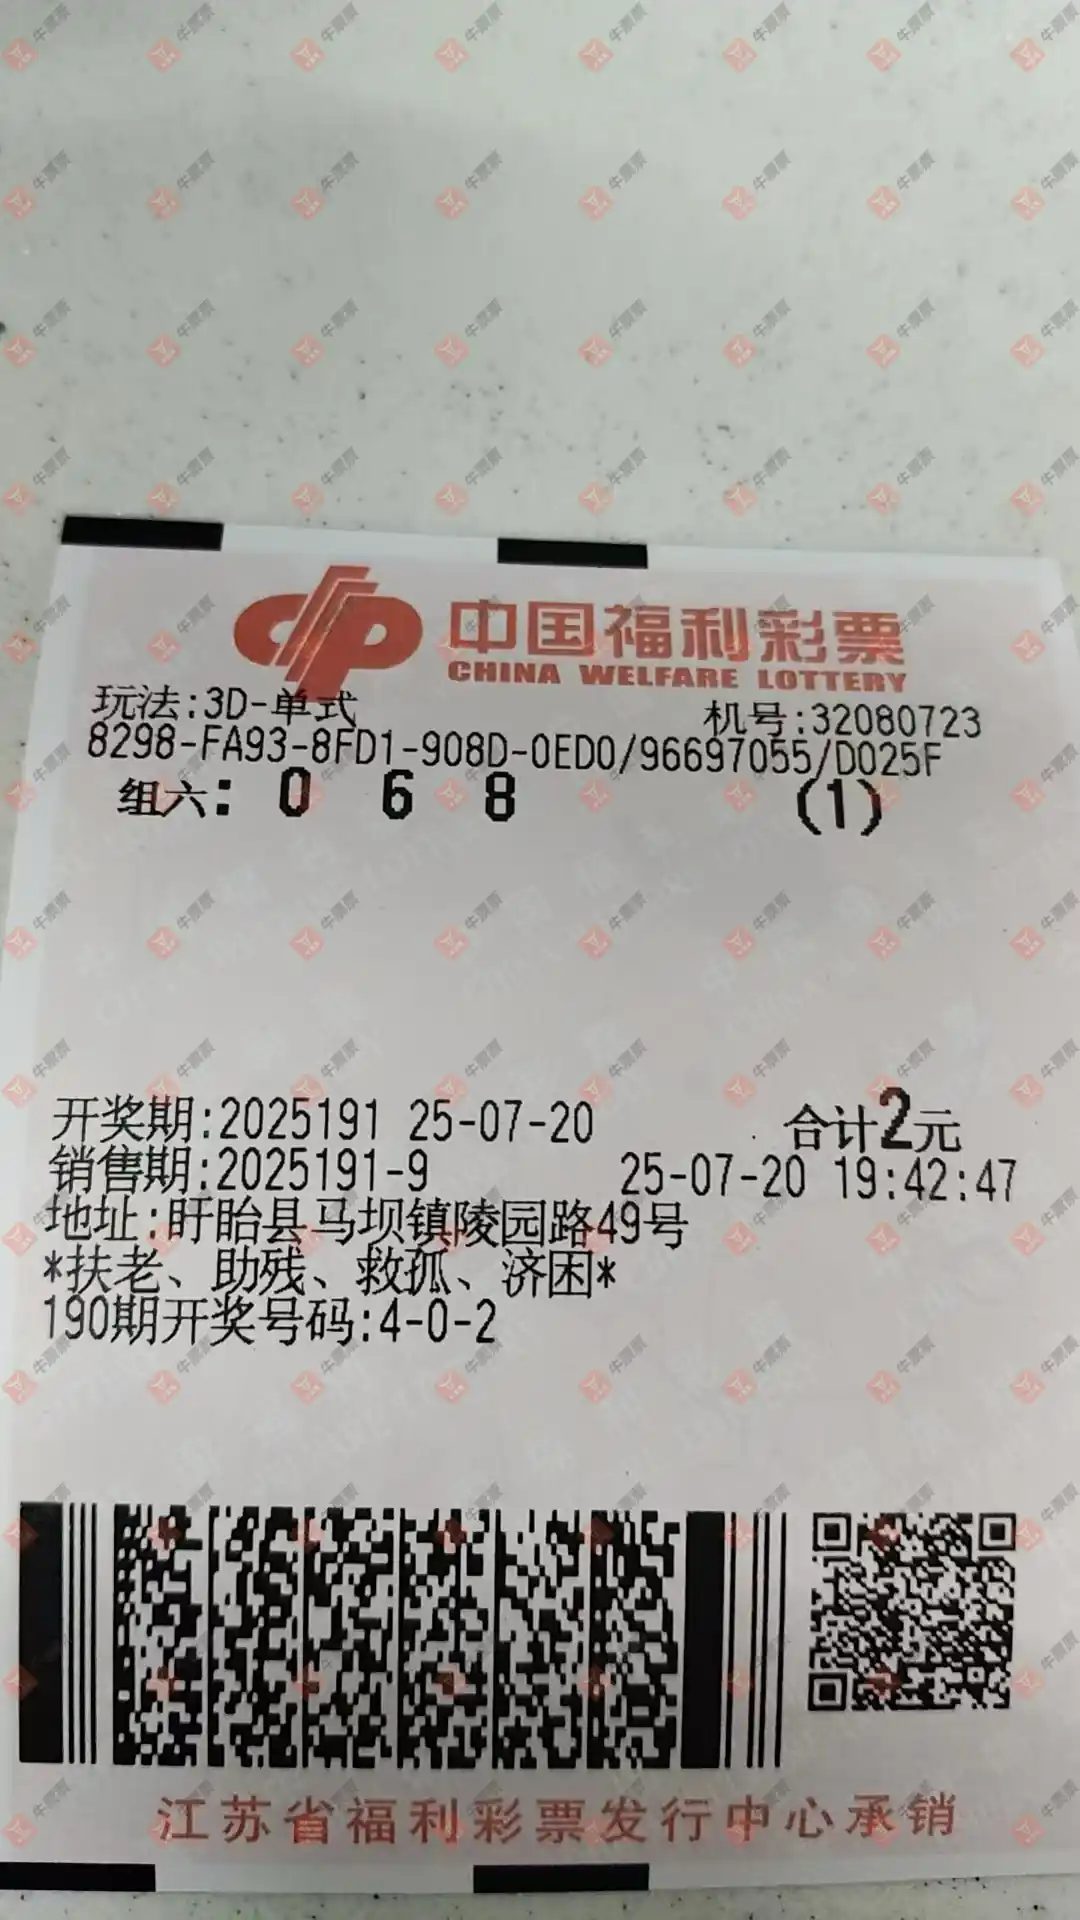 中国福利彩票
CHINA WELFARE LOTTERY
玩法:3D-单式 机号:32080723
8298-FA93-8FD1-908D-0ED0/96697055/D025F
组六: 0 6 8 (1)
开奖期:2025191 25-07-20 合计2元
销售期:2025191-9 25-07-20 19:42:47
地址:盱眙县马坝镇陵园路49号
*扶老、助残、救孤、济困*
190期开奖号码:4-0-2
江苏省福利彩票发行中心承销
牛票票